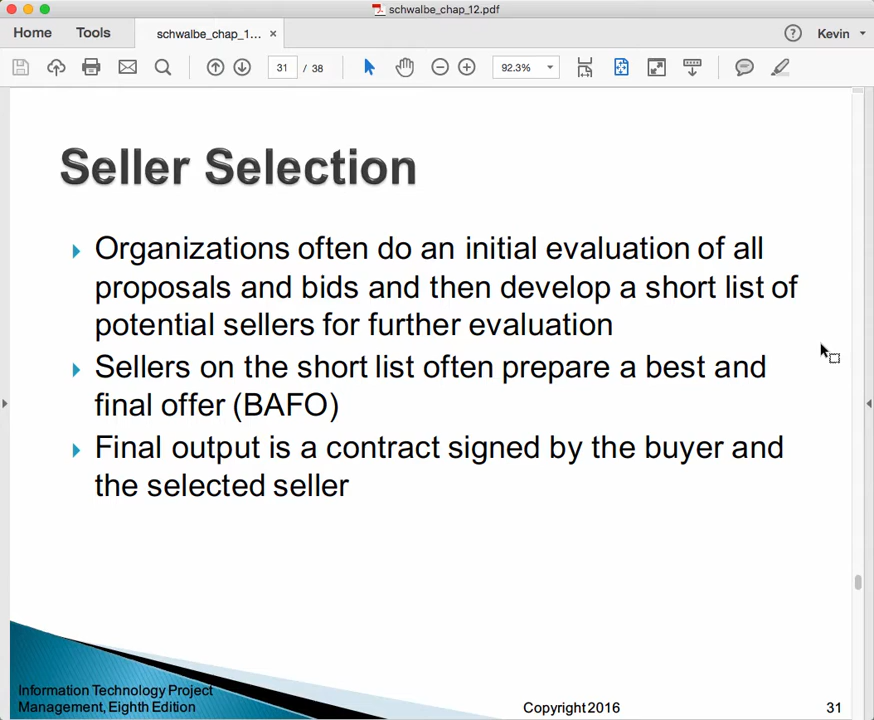 schwalbe_chap_12.pdf
Home Tools schwalbe_chap_1... × ? Kevin
31 / 38 92.3%
Seller Selection
Organizations often do an initial evaluation of all
proposals and bids and then develop a short list of
potential sellers for further evaluation
Sellers on the short list often prepare a best and
final offer (BAFO)
Final output is a contract signed by the buyer and
the selected seller
Information Technology Project
Management, Eighth Edition
Copyright 2016
31